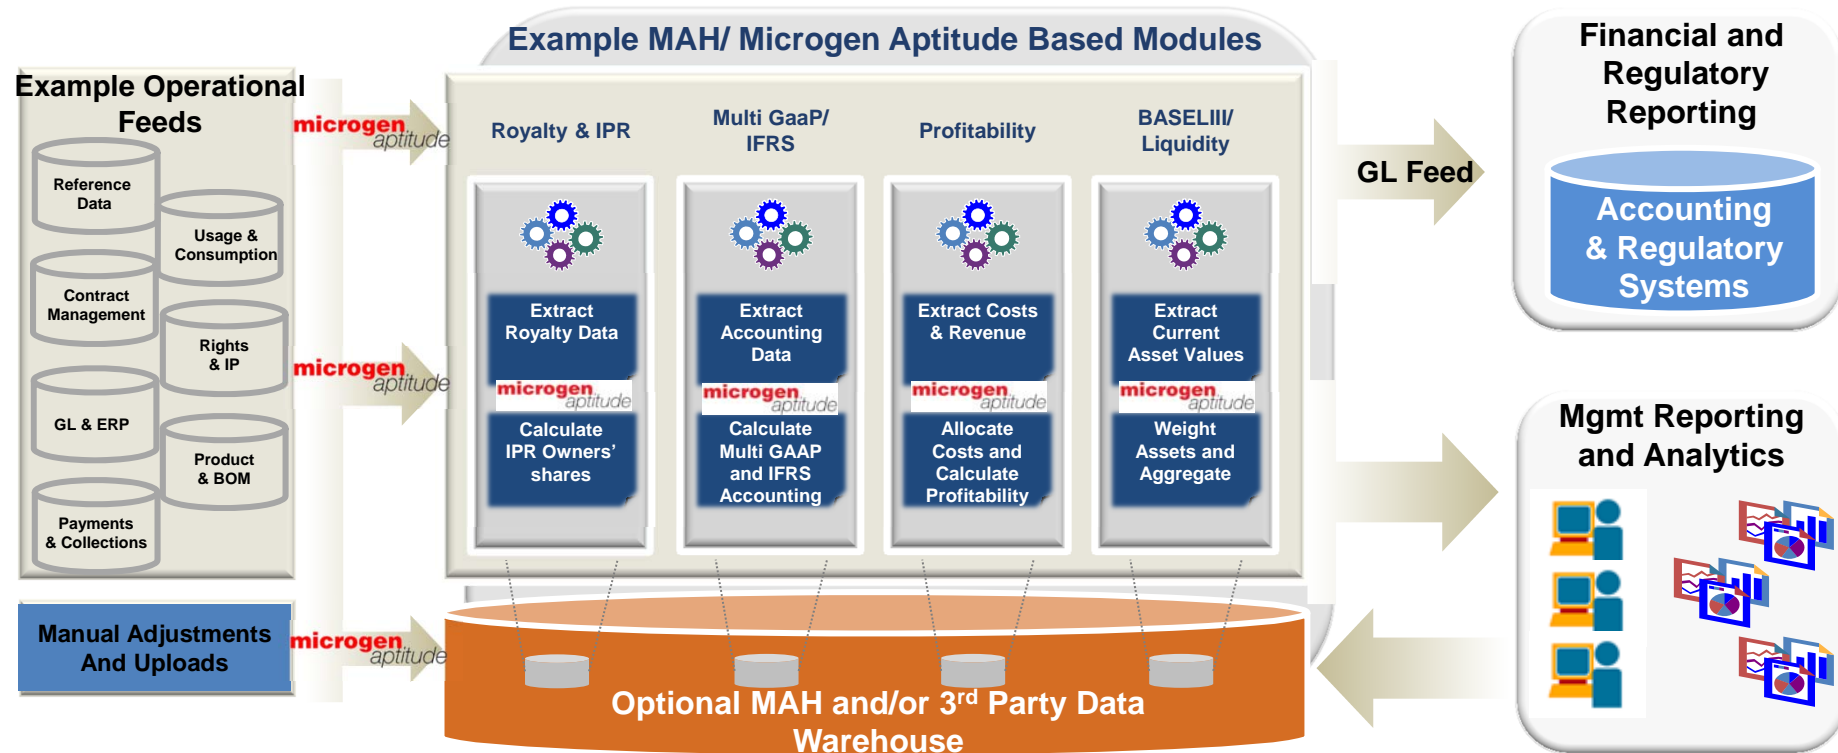 Example MAH/ Microgen Aptitude Based Modules
Example Operational
Feeds
Reference
Data
Usage &
Consumption
Contract
Management
Rights
& IP
GL & ERP
Product
& BOM
Payments
& Collections
Manual Adjustments
And Uploads
microgen
aptitude
microgen
aptitude
microgen
aptitude
Royalty & IPR
Extract
Royalty Data
microgen
aptitude
Calculate
IPR Owners’
shares
Multi GaaP/
IFRS
Extract
Accounting
Data
microgen
aptitude
Calculate
Multi GAAP
and IFRS
Accounting
Profitability
Extract Costs
& Revenue
microgen
aptitude
Allocate
Costs and
Calculate
Profitability
BASELIII/
Liquidity
Extract
Current
Asset Values
microgen
aptitude
Weight
Assets and
Aggregate
Optional MAH and/or 3rd Party Data
Warehouse
GL Feed
Financial and
Regulatory
Reporting
Accounting
& Regulatory
Systems
Mgmt Reporting
and Analytics